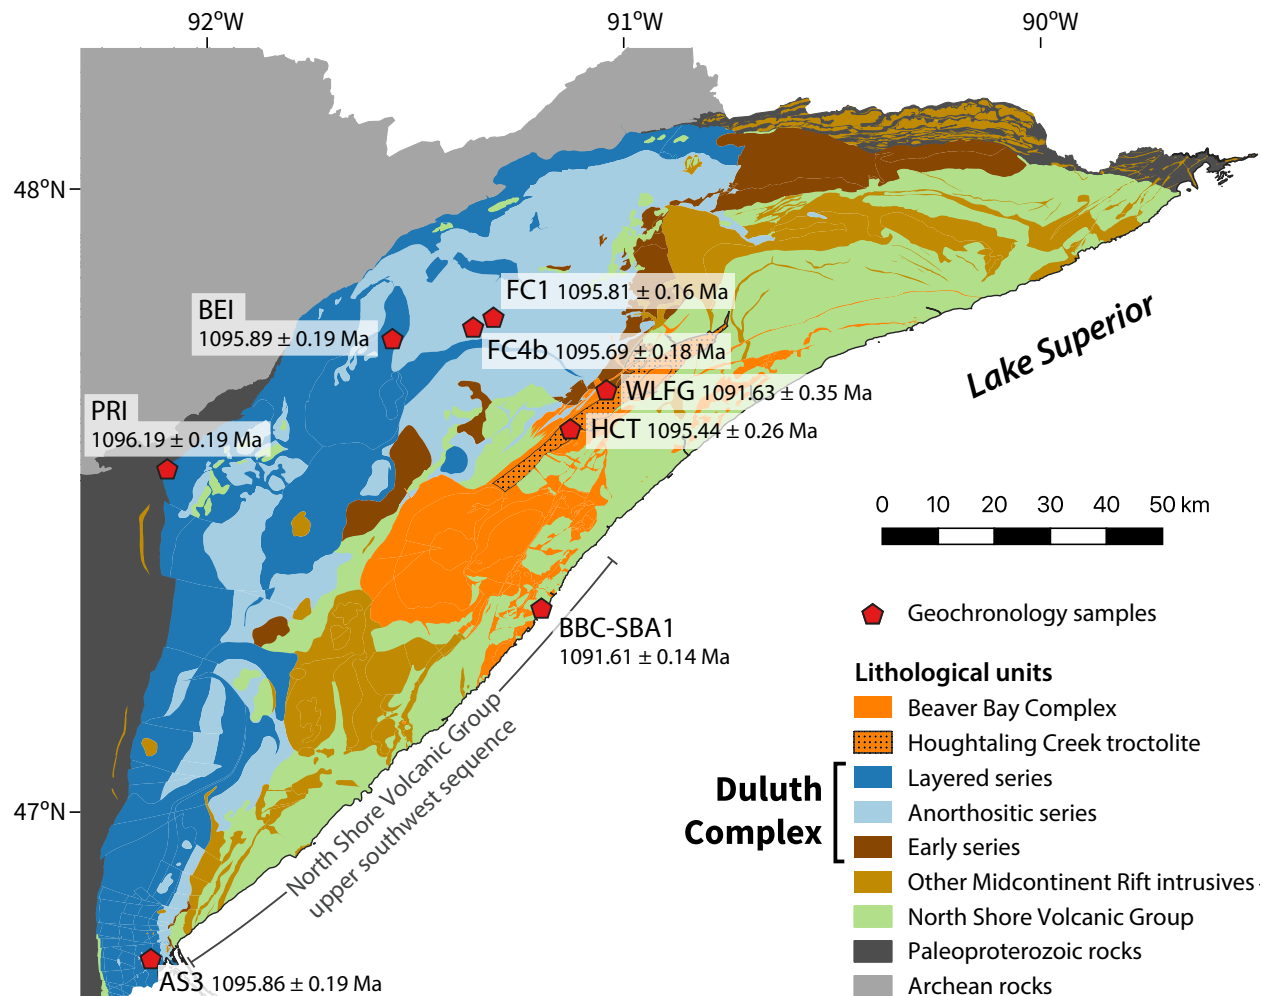 92°W
91°W
90°W
48°N
47°N
FC1 1095.81 ± 0.16 Ma
BEI
1095.89 ± 0.19 Ma
FC4b 1095.69 ± 0.18 Ma
WLFG 1091.63 ± 0.35 Ma
PRI
1096.19 ± 0.19 Ma
HCT 1095.44 ± 0.26 Ma
Lake Superior
0 10 20 30 40 50 km
BBC-SBA1
1091.61 ± 0.14 Ma
North Shore Volcanic Group
upper southwest sequence
AS3 1095.86 ± 0.19 Ma
Geochronology samples
Lithological units
Beaver Bay Complex
Houghtaling Creek troctolite
Duluth
Complex
Layered series
Anorthositic series
Early series
Other Midcontinent Rift intrusives
North Shore Volcanic Group
Paleoproterozoic rocks
Archean rocks